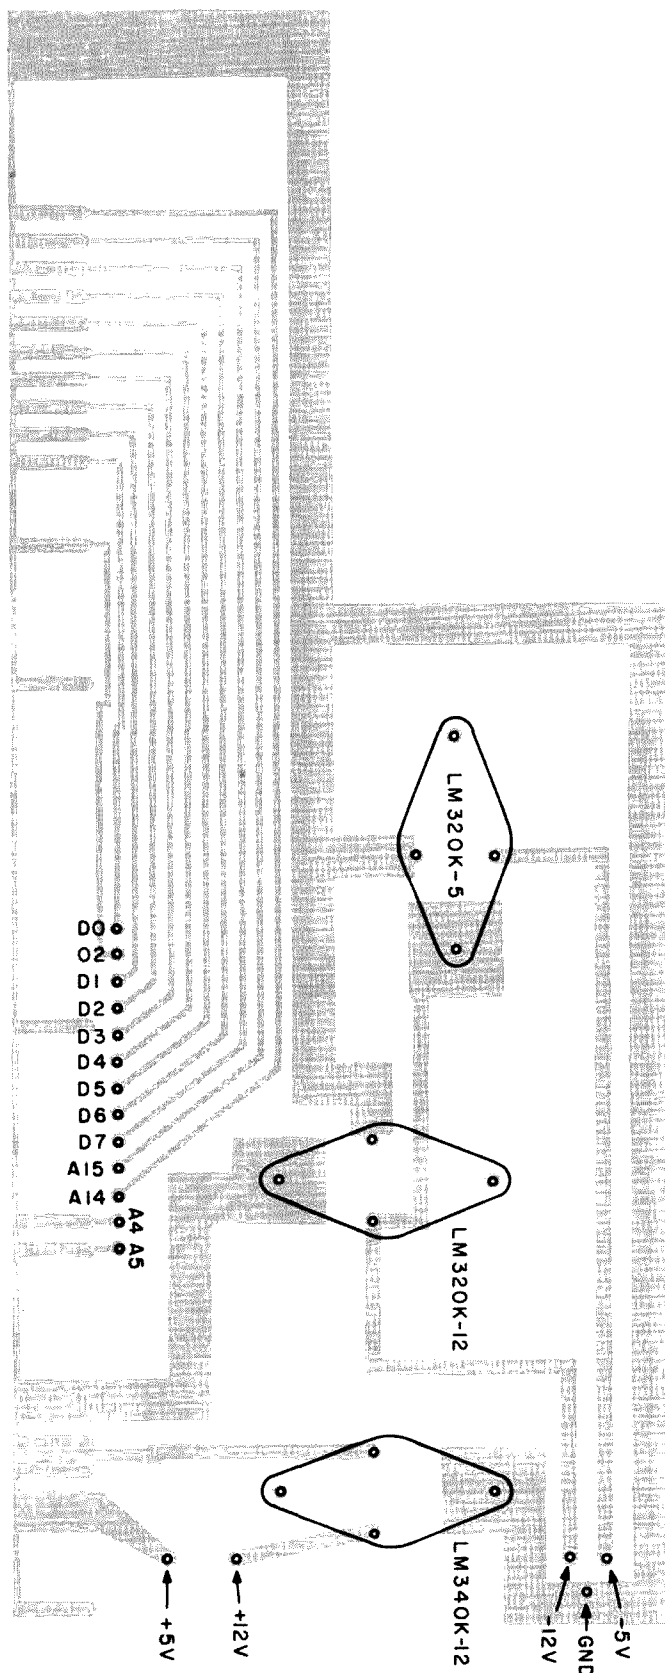 LM320K-5
D0
02
D1
D2
D3
D4
D5
D6
D7
A15
A14
A4
A5
LM320K-12
LM340K-12
+5V
+12V
-12V
GND
-5V